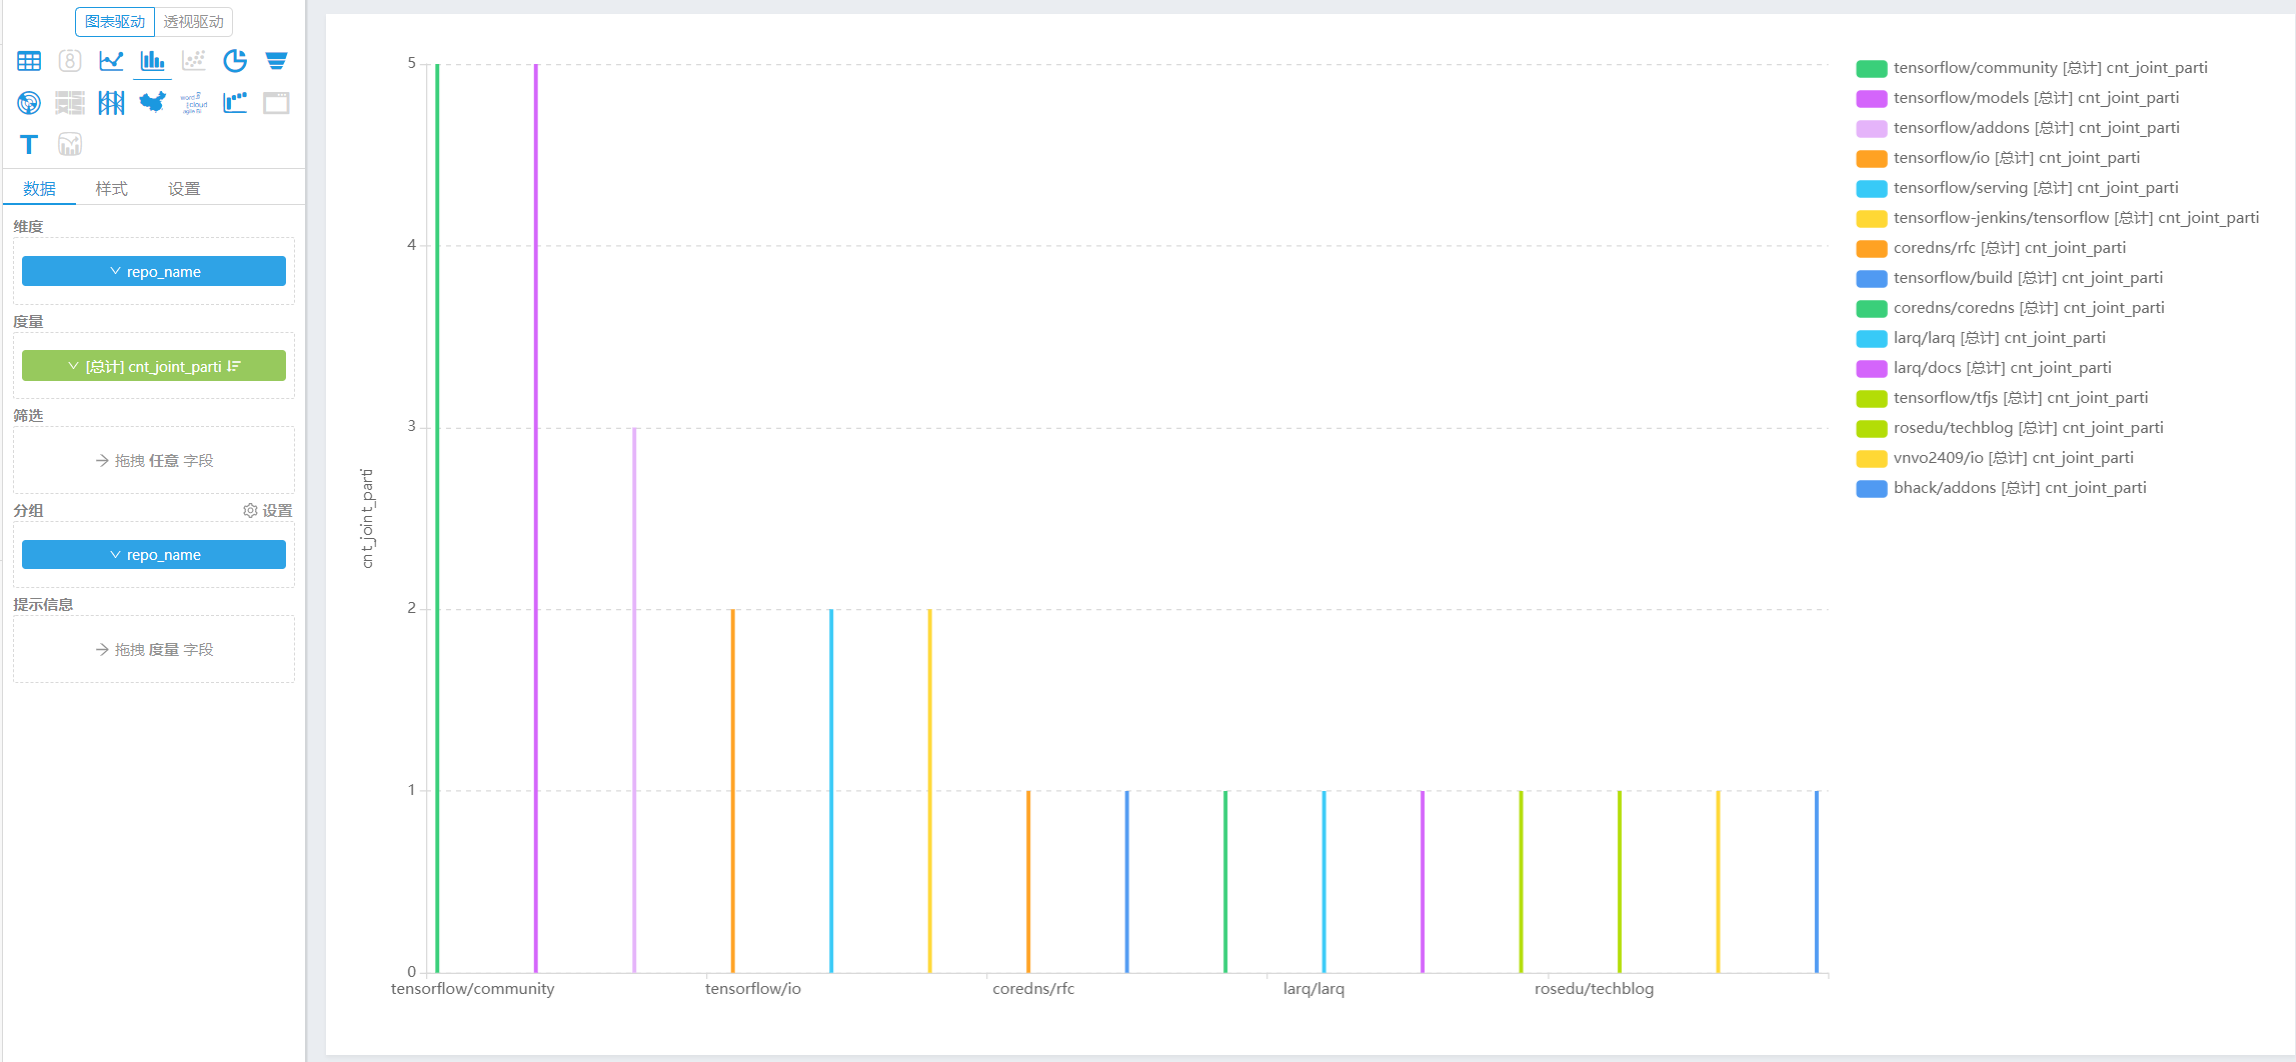 图表驱动 透视驱动
8
word cloud
T
数据 样式 设置
维度
repo_name
度量
[总计] cnt_joint_parti
筛选
拖拽 任意 字段
分组 设置
repo_name
提示信息
拖拽 度量 字段
5
4
3
2
1
0
cnt_joint_parti
tensorflow/community tensorflow/io coredns/rfc larq/larq rosedu/techblog
tensorflow/community [总计] cnt_joint_parti
tensorflow/models [总计] cnt_joint_parti
tensorflow/addons [总计] cnt_joint_parti
tensorflow/io [总计] cnt_joint_parti
tensorflow/serving [总计] cnt_joint_parti
tensorflow-jenkins/tensorflow [总计] cnt_joint_parti
coredns/rfc [总计] cnt_joint_parti
tensorflow/build [总计] cnt_joint_parti
coredns/coredns [总计] cnt_joint_parti
larq/larq [总计] cnt_joint_parti
larq/docs [总计] cnt_joint_parti
tensorflow/tfjs [总计] cnt_joint_parti
rosedu/techblog [总计] cnt_joint_parti
vnvo2409/io [总计] cnt_joint_parti
bhack/addons [总计] cnt_joint_parti